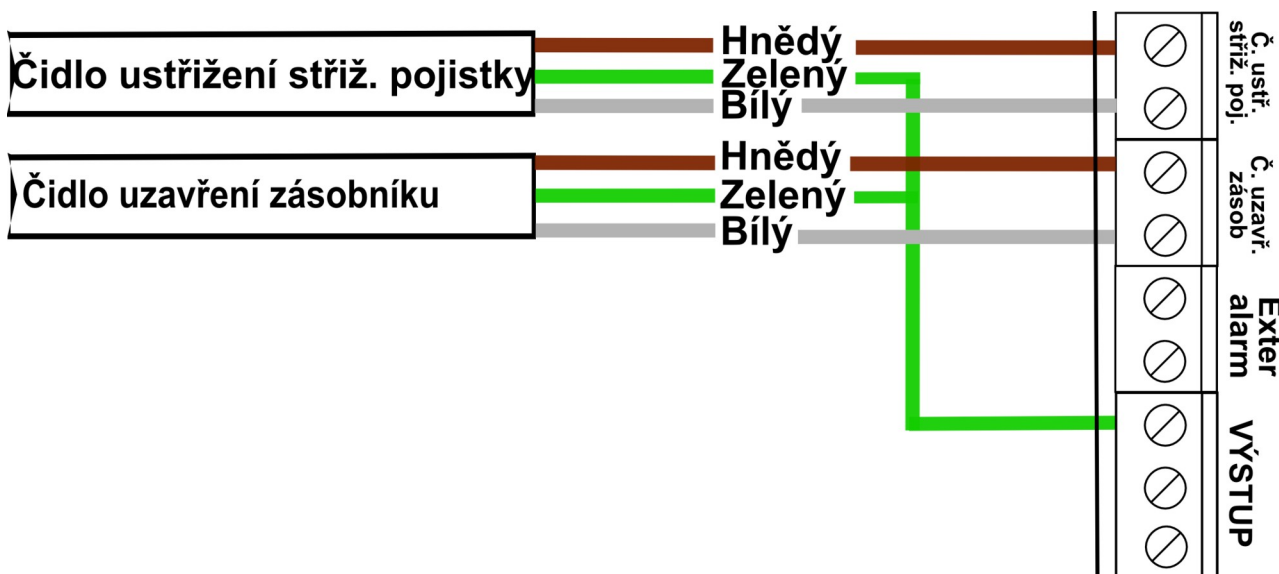 Čidlo ustřižení střiž. pojistky
Hnědý
Zelený
Bílý
Č. ustř.
střiž. poj.
Čidlo uzavření zásobníku
Hnědý
Zelený
Bílý
Č. uzavř.
zásob
Exter
alarm
VÝSTUP